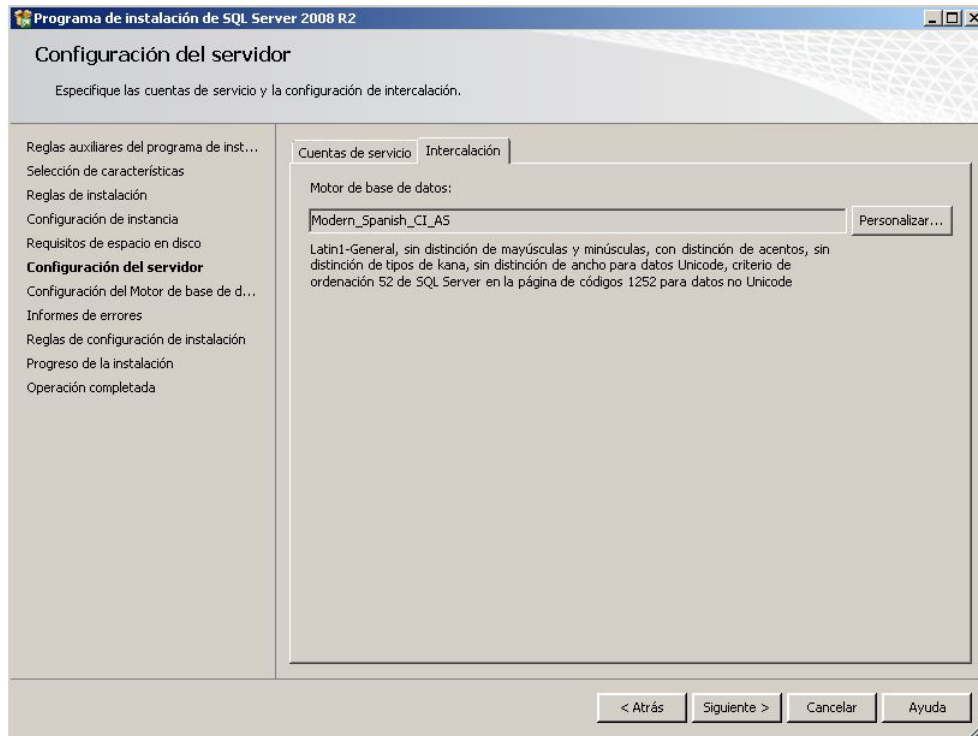 Programa de instalación de SQL Server 2008 R2
Configuración del servidor
Especifique las cuentas de servicio y la configuración de intercalación.
Reglas auxiliares del programa de inst...
Selección de características
Reglas de instalación
Configuración de instancia
Requisitos de espacio en disco
Configuración del servidor
Configuración del Motor de base de d...
Informes de errores
Reglas de configuración de instalación
Progreso de la instalación
Operación completada
Cuentas de servicio Intercalación
Motor de base de datos:
Modern_Spanish_CI_AS Personalizar...
Latin1-General, sin distinción de mayúsculas y minúsculas, con distinción de acentos, sin
distinción de tipos de kana, sin distinción de ancho para datos Unicode, criterio de
ordenación 52 de SQL Server en la página de códigos 1252 para datos no Unicode
< Atrás Siguiente > Cancelar Ayuda